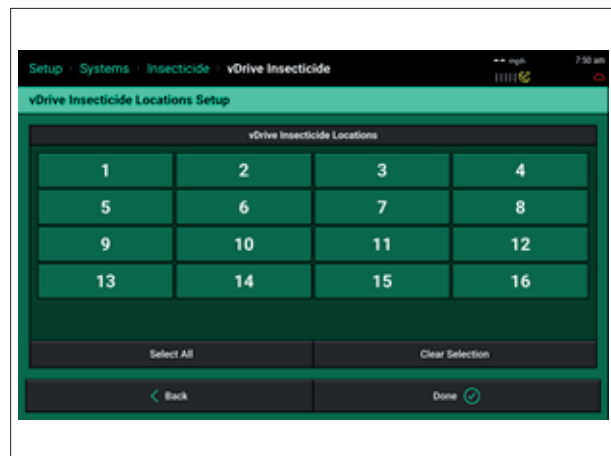 Setup Systems Insecticide vDrive Insecticide -- mph 7:50 am
vDrive Insecticide Locations Setup
vDrive Insecticide Locations
1 2 3 4
5 6 7 8
9 10 11 12
13 14 15 16
Select All Clear Selection
Back Done